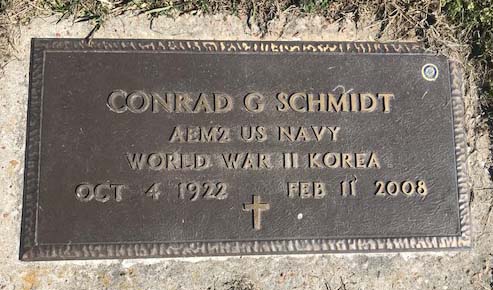 CONRAD G SCHMIDT
AEM2 US NAVY
WORLD WAR II KOREA
OCT 4 1922 FEB 11 2008